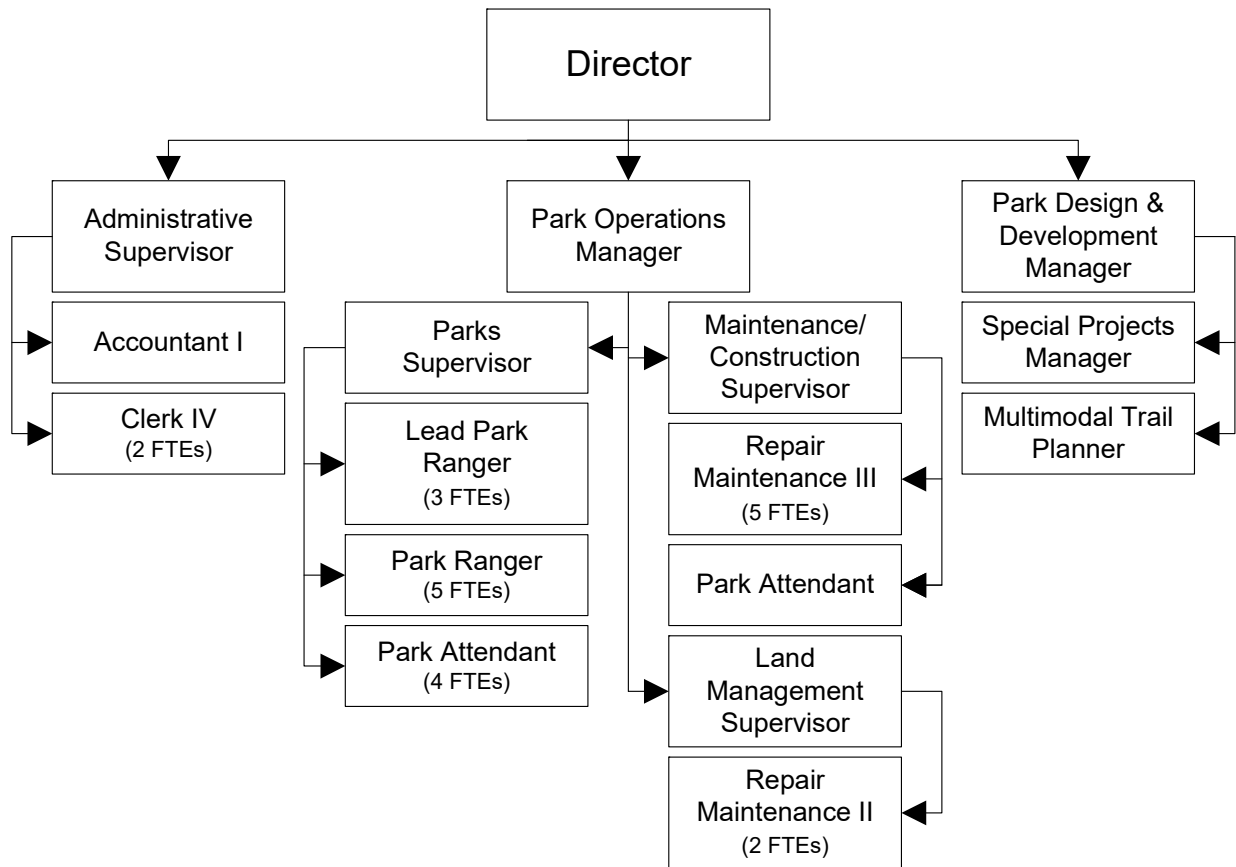 Director
Administrative
Supervisor
Accountant I
Clerk IV
(2 FTEs)
Park Operations
Manager
Parks
Supervisor
Lead Park
Ranger
(3 FTEs)
Park Ranger
(5 FTEs)
Park Attendant
(4 FTEs)
Maintenance/
Construction
Supervisor
Repair
Maintenance III
(5 FTEs)
Park Attendant
Land
Management
Supervisor
Repair
Maintenance II
(2 FTEs)
Park Design &
Development
Manager
Special Projects
Manager
Multimodal Trail
Planner